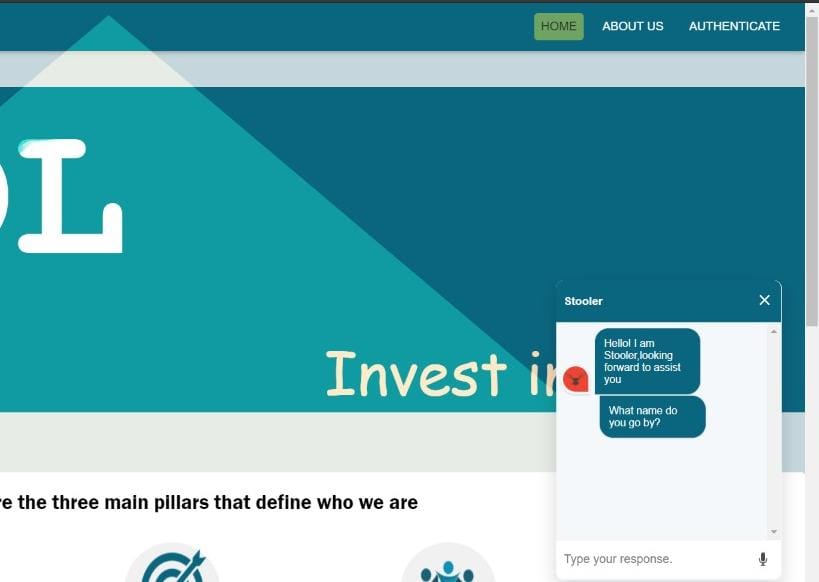 HOME ABOUT US AUTHENTICATE
OL
Stooler
Hello! I am
Stooler,looking
forward to assist
you
Invest in
What name do
you go by?
re the three main pillars that define who we are
Type your response.